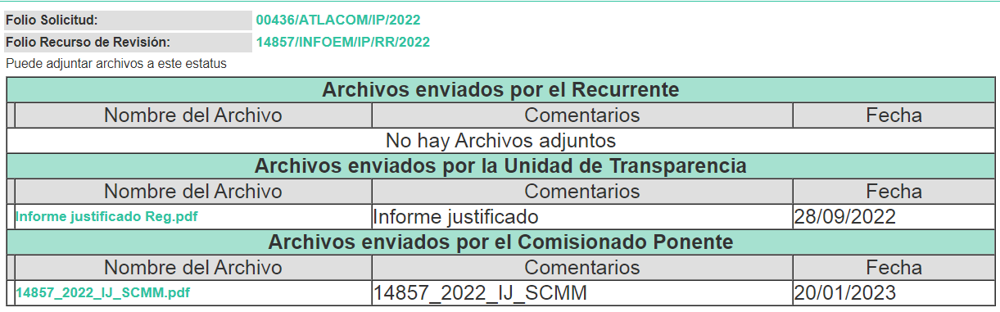 Folio Solicitud: 00436/ATLACOM/IP/2022
Folio Recurso de Revisión: 14857/INFOEM/IP/RR/2022
Puede adjuntar archivos a este estatus
Archivos enviados por el Recurrente
Nombre del Archivo Comentarios Fecha
No hay Archivos adjuntos
Archivos enviados por la Unidad de Transparencia
Nombre del Archivo Comentarios Fecha
Informe justificado Reg.pdf Informe justificado 28/09/2022
Archivos enviados por el Comisionado Ponente
Nombre del Archivo Comentarios Fecha
14857_2022_IJ_SCMM.pdf 14857_2022_IJ_SCMM 20/01/2023